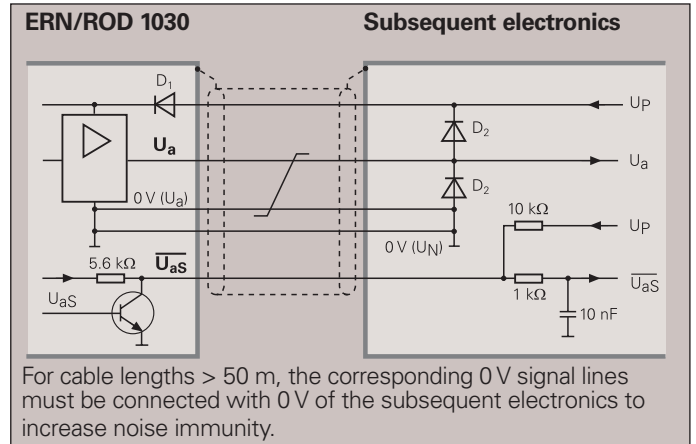 ERN/ROD 1030
Subsequent electronics
D1
UP
D2
Ua
Ua
D2
0 V (Ua)
10 kΩ
UP
0 V (UN)
5.6 kΩ
U̅a̅S̅
U̅a̅S̅
1 kΩ
UaS
10 nF
For cable lengths > 50 m, the corresponding 0 V signal lines
must be connected with 0 V of the subsequent electronics to
increase noise immunity.